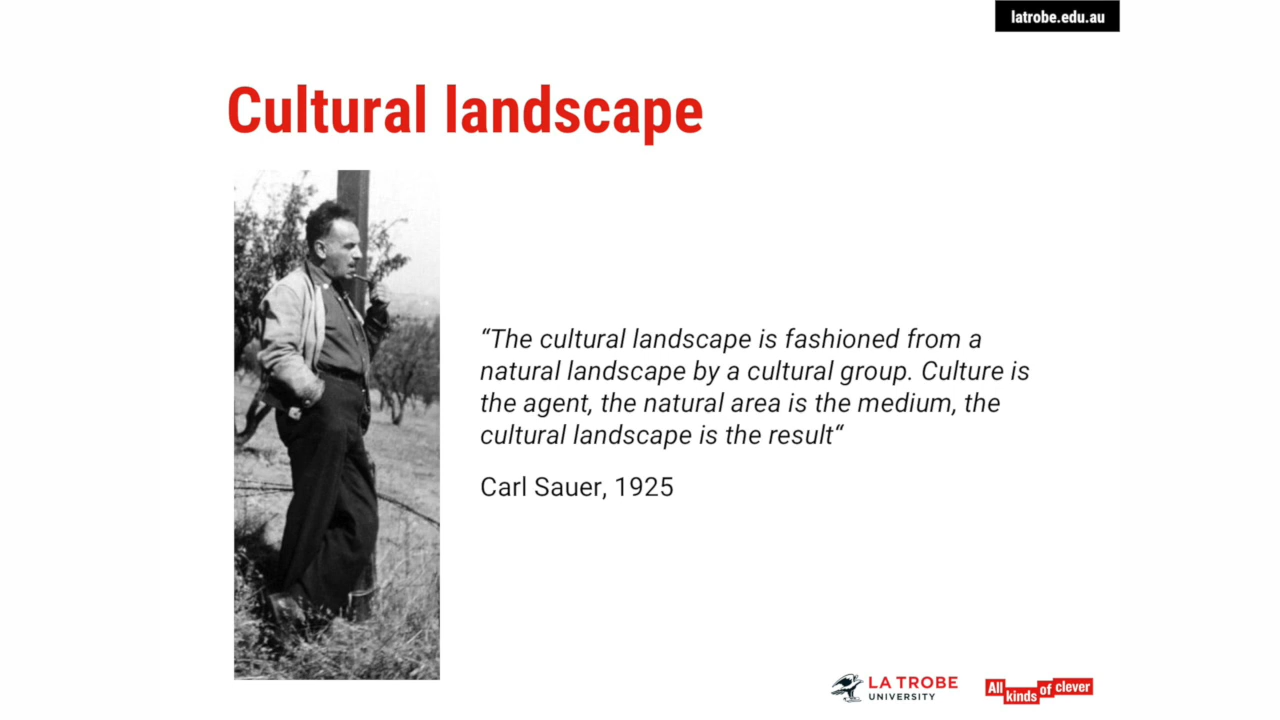 latrobe.edu.au
Cultural landscape
“The cultural landscape is fashioned from a
natural landscape by a cultural group. Culture is
the agent, the natural area is the medium, the
cultural landscape is the result“
Carl Sauer, 1925
LA TROBE
UNIVERSITY
All kinds of clever